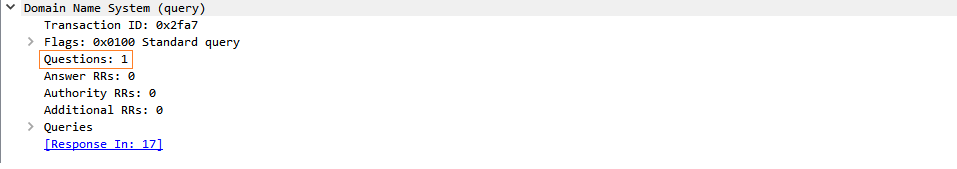 Domain Name System (query)
Transaction ID: 0x2fa7
Flags: 0x0100 Standard query
Questions: 1
Answer RRs: 0
Authority RRs: 0
Additional RRs: 0
Queries
[Response In: 17]